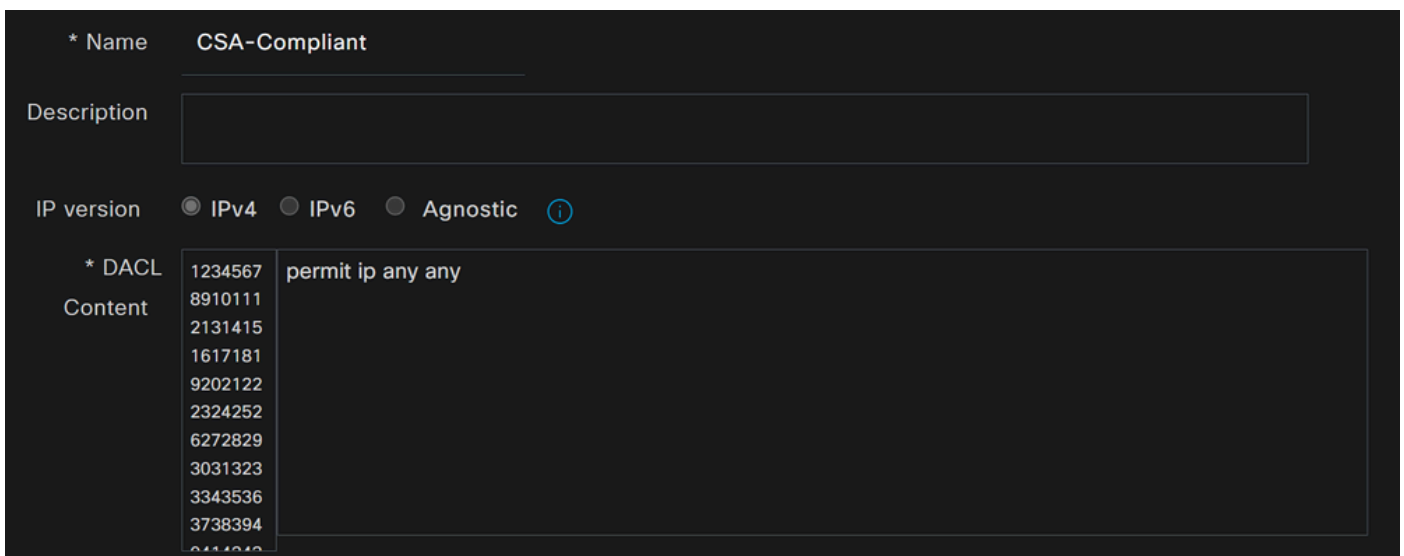 * Name CSA-Compliant
Description
IP version IPv4 IPv6 Agnostic
* DACL Content
1234567 permit ip any any
8910111
2131415
1617181
9202122
2324252
6272829
3031323
3343536
3738394